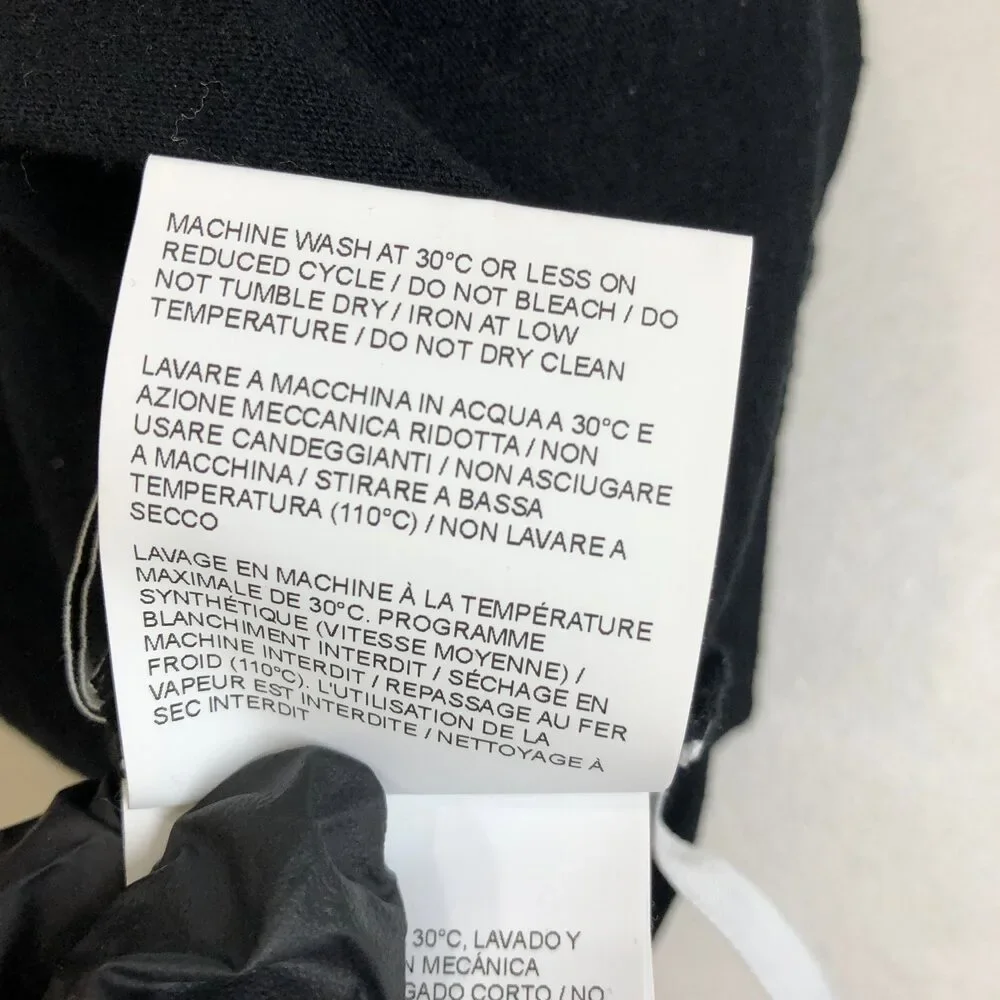 MACHINE WASH AT 30°C OR LESS ON
REDUCED CYCLE / DO NOT BLEACH / DO
NOT TUMBLE DRY / IRON AT LOW
TEMPERATURE / DO NOT DRY CLEAN
LAVARE A MACCHINA IN ACQUA A 30°C E
AZIONE MECCANICA RIDOTTA / NON
USARE CANDEGGIANTI / NON ASCIUGARE
A MACCHINA / STIRARE A BASSA
TEMPERATURA (110°C) / NON LAVARE A
SECCO
LAVAGE EN MACHINE À LA TEMPÉRATURE
MAXIMALE DE 30°C. PROGRAMME
SYNTHÉTIQUE (VITESSE MOYENNE) /
BLANCHIMENT INTERDIT / SÉCHAGE EN
MACHINE INTERDIT / REPASSAGE AU FER
FROID (110°C). L'UTILISATION DE LA
VAPEUR EST INTERDITE / NETTOYAGE À
SEC INTERDIT
30°C, LAVADO Y
MECÁNICA
CORTO / NO